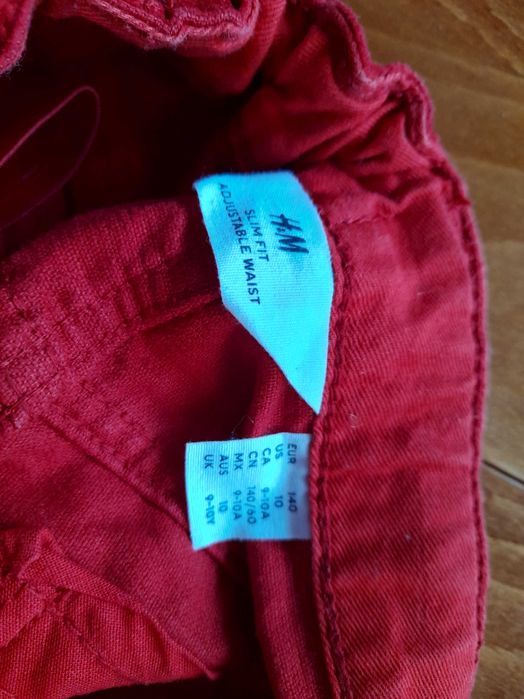 H&M
SLIM FIT
ADJUSTABLE WAIST
EUR 140
US 10
CA 9-10A
CN 140/60
MX 9-10A
AUS 10
UK 9-10Y